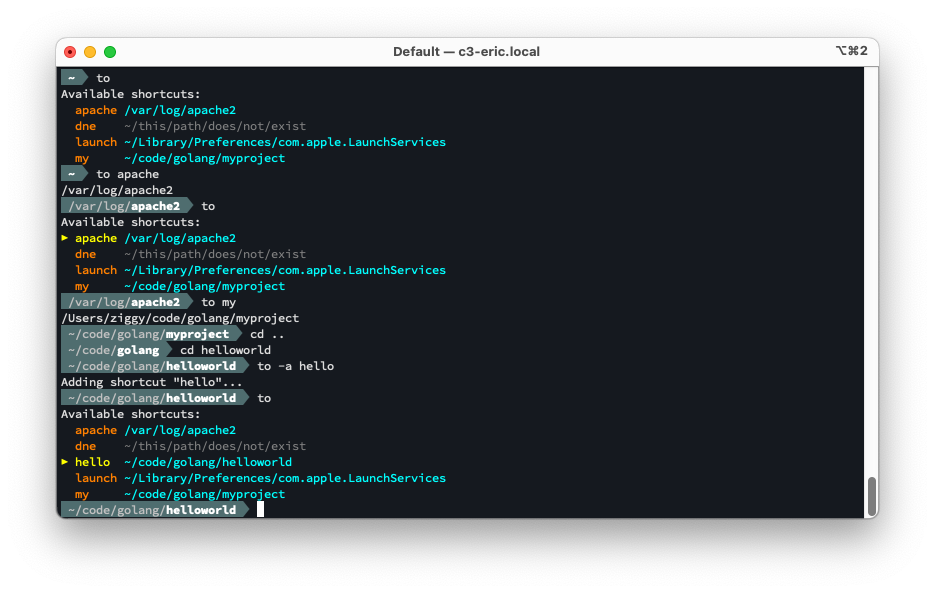 Default — c3-eric.local
⌥⌘2
~ to
Available shortcuts:
apache /var/log/apache2
dne ~/this/path/does/not/exist
launch ~/Library/Preferences/com.apple.LaunchServices
my ~/code/golang/myproject
~ to apache
/var/log/apache2
/var/log/apache2 to
Available shortcuts:
► apache /var/log/apache2
dne ~/this/path/does/not/exist
launch ~/Library/Preferences/com.apple.LaunchServices
my ~/code/golang/myproject
/var/log/apache2 to my
/Users/ziggy/code/golang/myproject
~/code/golang/myproject cd ..
~/code/golang cd helloworld
~/code/golang/helloworld to -a hello
Adding shortcut "hello"...
~/code/golang/helloworld to
Available shortcuts:
apache /var/log/apache2
dne ~/this/path/does/not/exist
► hello ~/code/golang/helloworld
launch ~/Library/Preferences/com.apple.LaunchServices
my ~/code/golang/myproject
~/code/golang/helloworld